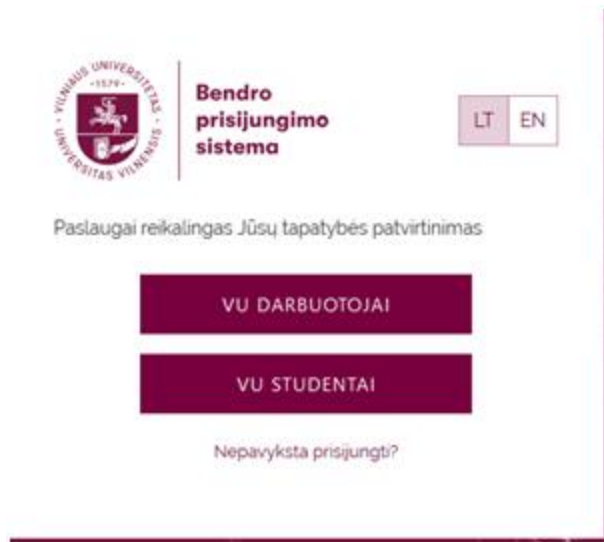 VILNIAUS UNIVERSITETAS
·1579·
UNIVERSITAS VILNENSIS
Bendro
prisijungimo
sistema
LT EN
Paslaugai reikalingas Jūsų tapatybės patvirtinimas
VU DARBUOTOJAI
VU STUDENTAI
Nepavyksta prisijungti?